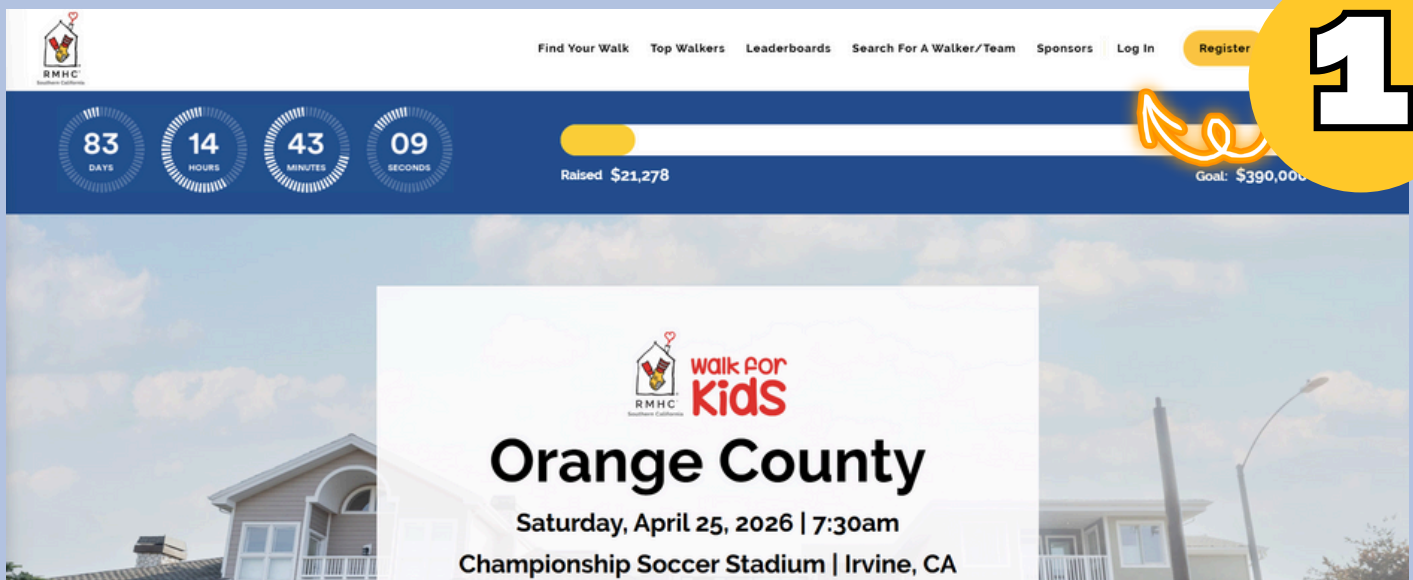 RMHC
Southern California
Find Your Walk Top Walkers Leaderboards Search For A Walker/Team Sponsors Log In Register
1
83 DAYS
14 HOURS
43 MINUTES
09 SECONDS
Raised $21,278
Goal: $390,000
walk for
Kids
RMHC
Southern California
Orange County
Saturday, April 25, 2026 | 7:30am
Championship Soccer Stadium | Irvine, CA